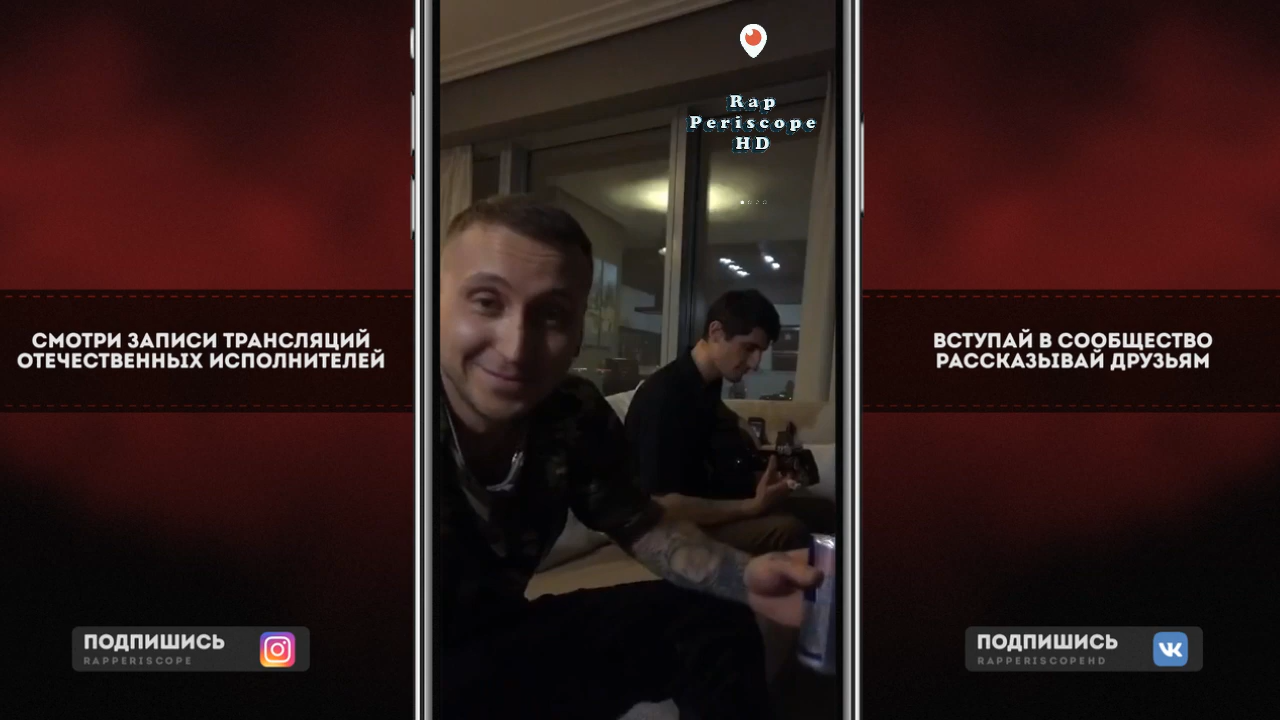 Rap
Periscope
HD
СМОТРИ ЗАПИСИ ТРАНСЛЯЦИЙ
ОТЕЧЕСТВЕННЫХ ИСПОЛНИТЕЛЕЙ
ВСТУПАЙ В СООБЩЕСТВО
РАССКАЗЫВАЙ ДРУЗЬЯМ
ПОДПИШИСЬ
RAPPERISCOPE
ПОДПИШИСЬ
RAPPERISCOPEHD